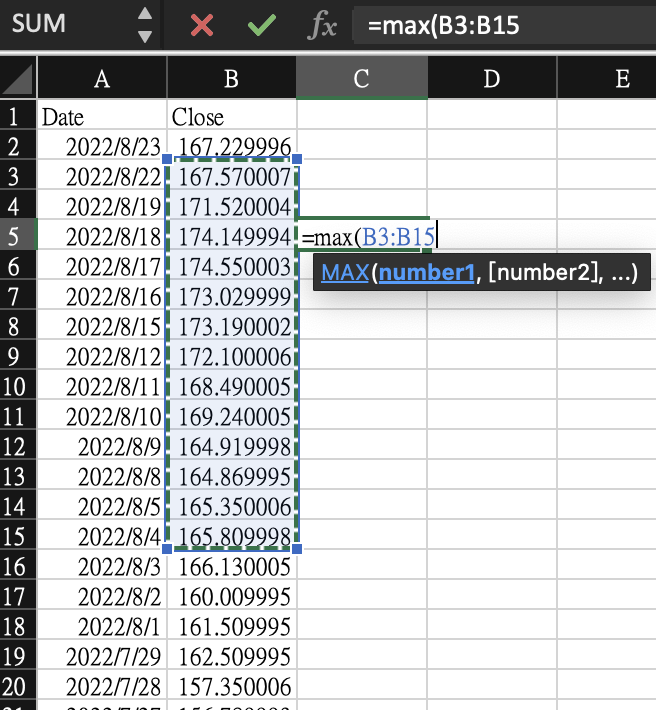 SUM fx =max(B3:B15
A B C D E
1 Date Close
2 2022/8/23 167.229996
3 2022/8/22 167.570007
4 2022/8/19 171.520004
5 2022/8/18 174.149994 =max(B3:B15
6 2022/8/17 174.550003
MAX(number1, [number2], ...)
7 2022/8/16 173.029999
8 2022/8/15 173.190002
9 2022/8/12 172.100006
10 2022/8/11 168.490005
11 2022/8/10 169.240005
12 2022/8/9 164.919998
13 2022/8/8 164.869995
14 2022/8/5 165.350006
15 2022/8/4 165.809998
16 2022/8/3 166.130005
17 2022/8/2 160.009995
18 2022/8/1 161.509995
19 2022/7/29 162.509995
20 2022/7/28 157.350006